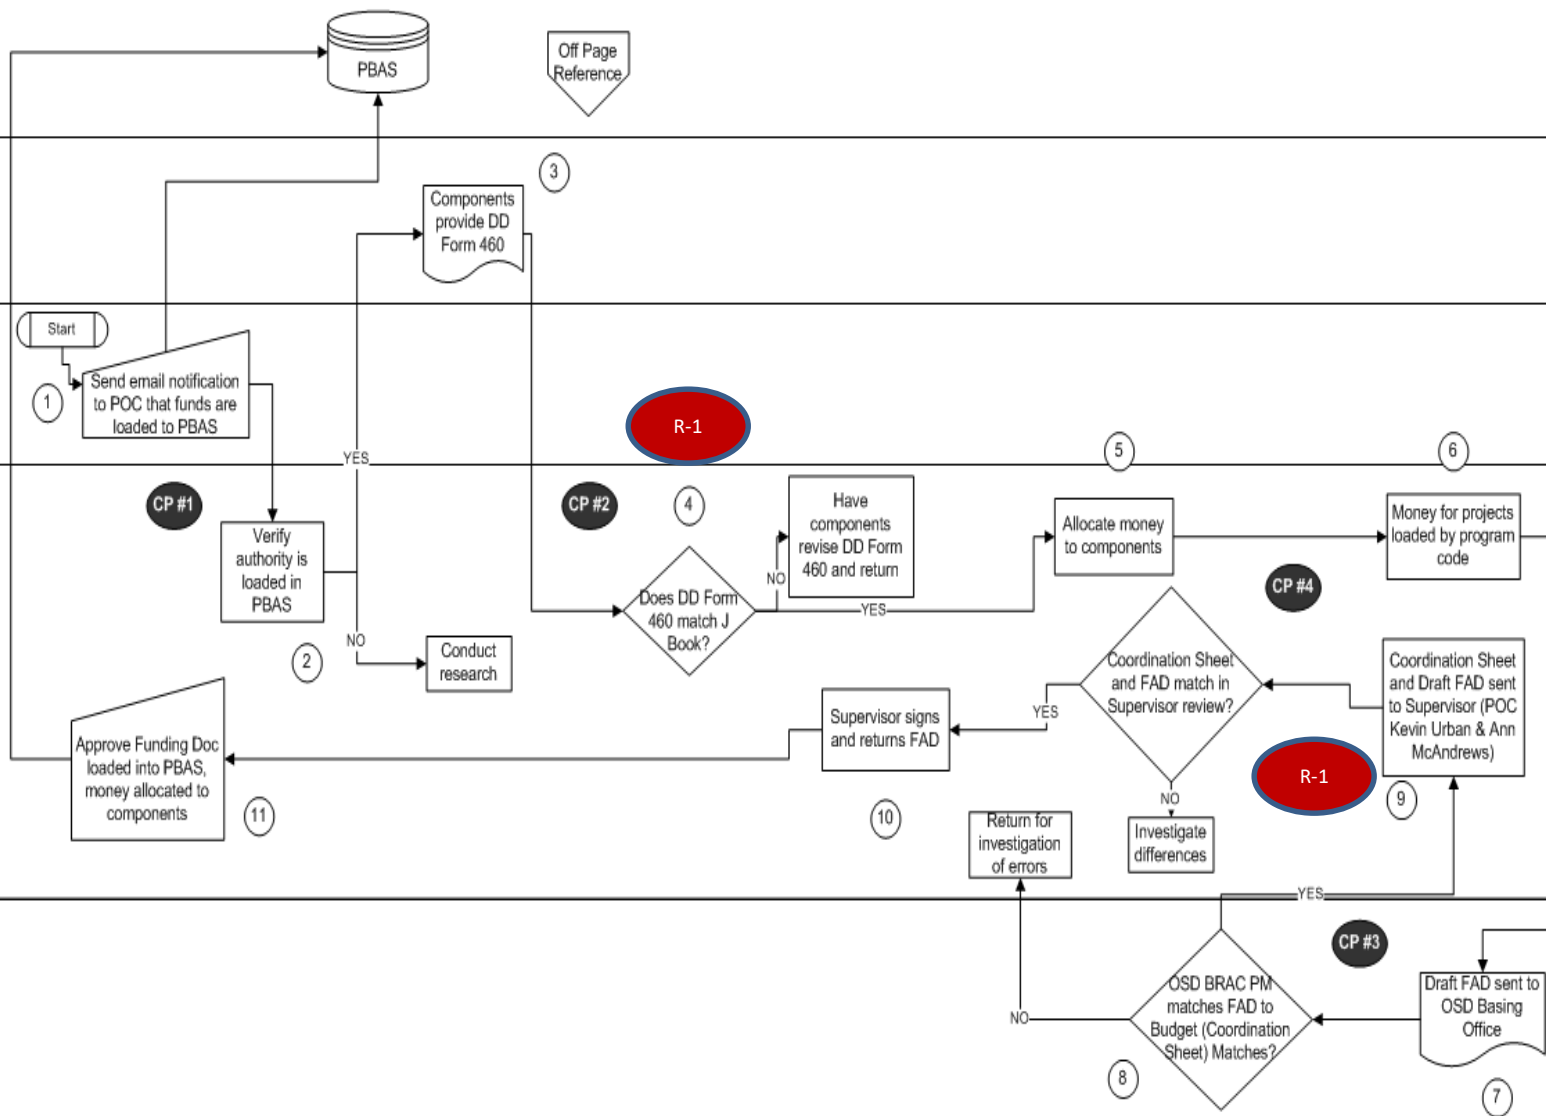 PBAS
Off Page
Reference
3
Components
provide DD
Form 460
Start
1
Send email notification
to POC that funds are
loaded to PBAS
R-1
YES
5
6
CP #1
CP #2
4
Have
components
revise DD Form
460 and return
Allocate money
to components
Money for projects
loaded by program
code
Verify
authority is
loaded in
PBAS
NO
CP #4
Does DD Form
460 match J
Book?
YES
NO
2
Conduct
research
Coordination Sheet
and FAD match in
Supervisor review?
Coordination Sheet
and Draft FAD sent
to Supervisor (POC
Kevin Urban & Ann
McAndrews)
YES
Supervisor signs
and returns FAD
Approve Funding Doc
loaded into PBAS,
money allocated to
components
R-1
11
10
9
NO
Return for
investigation
of errors
Investigate
differences
YES
CP #3
OSD BRAC PM
matches FAD to
Budget (Coordination
Sheet) Matches?
Draft FAD sent to
OSD Basing
Office
NO
8
7